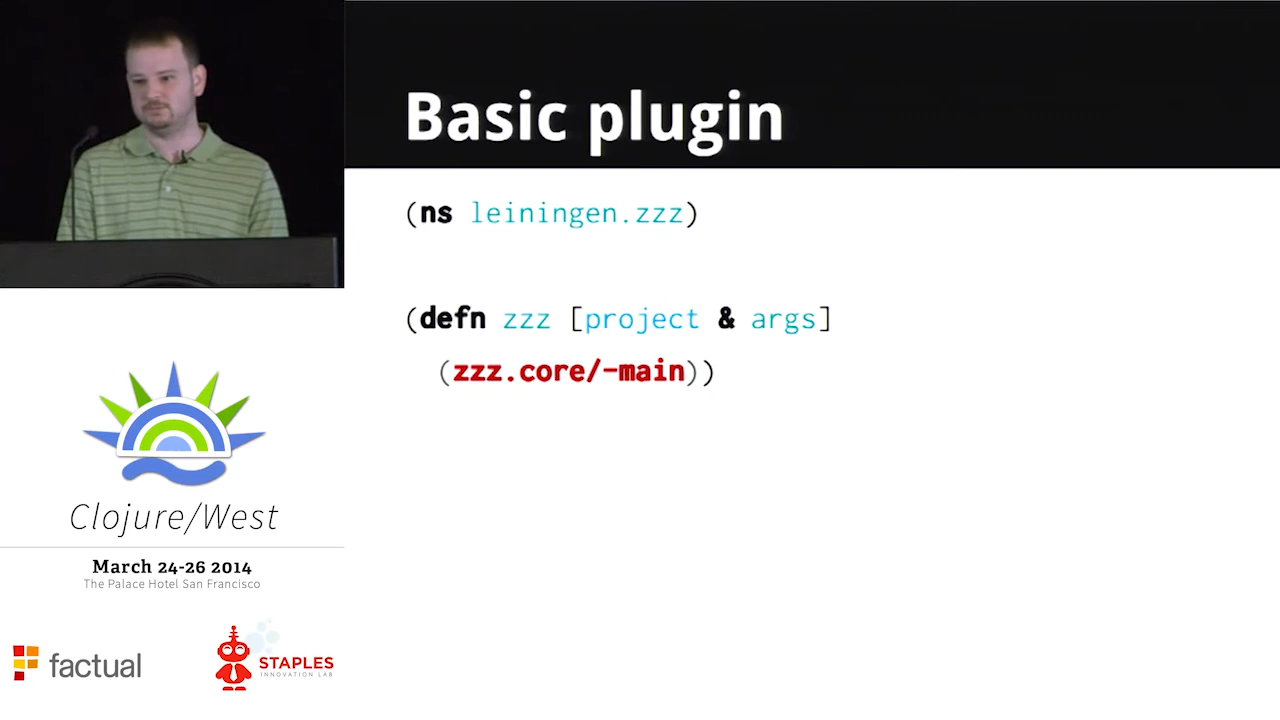 Basic plugin
(ns leiningen.zzz)
(defn zzz [project & args]
(zzz.core/-main))
Clojure/West
March 24-26 2014
The Palace Hotel San Francisco
factual
STAPLES
INNOVATION LAB